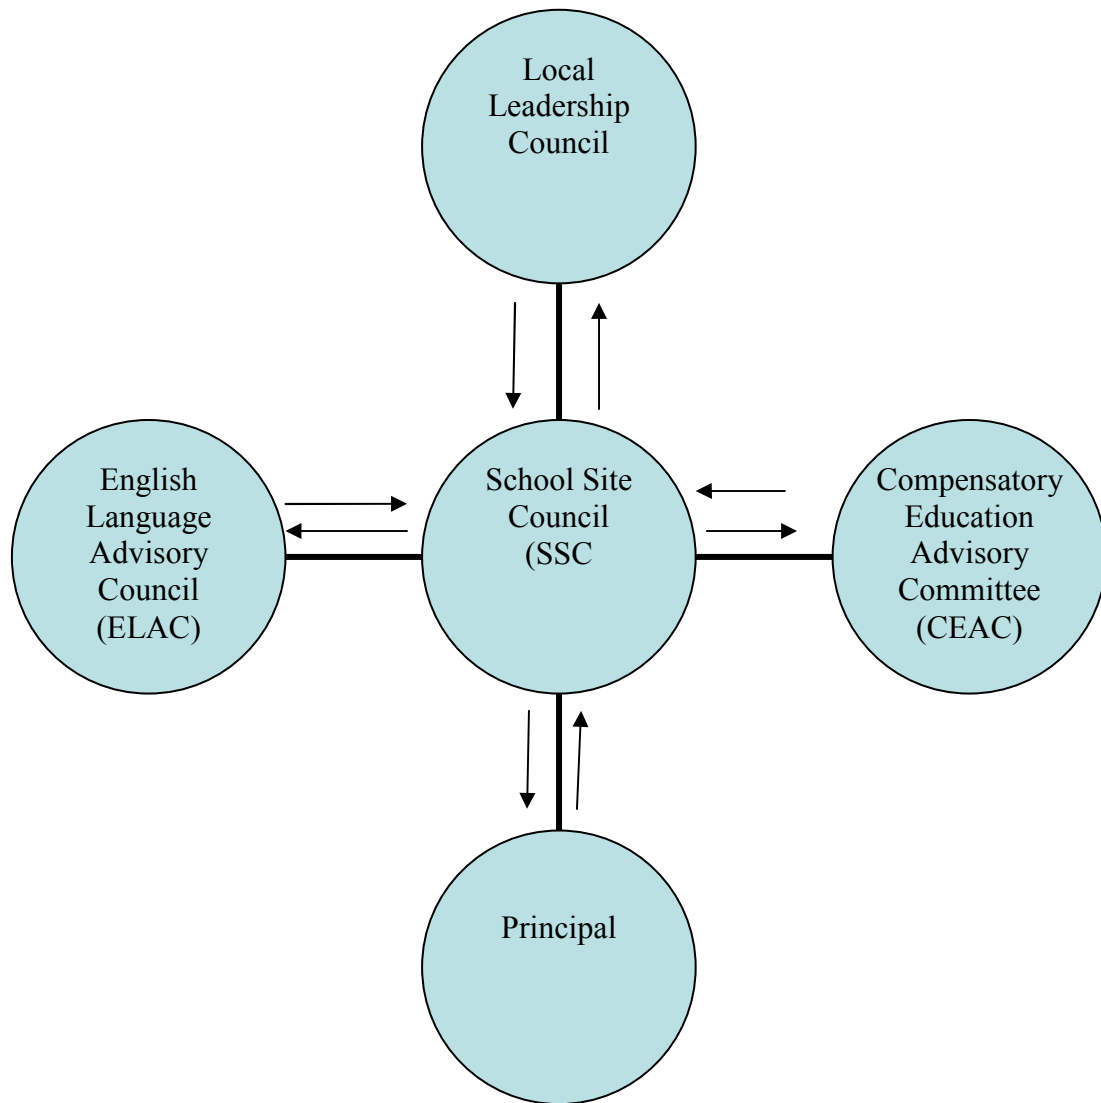 Local
Leadership
Council
English
Language
Advisory
Council
(ELAC)
School Site
Council
(SSC
Compensatory
Education
Advisory
Committee
(CEAC)
Principal